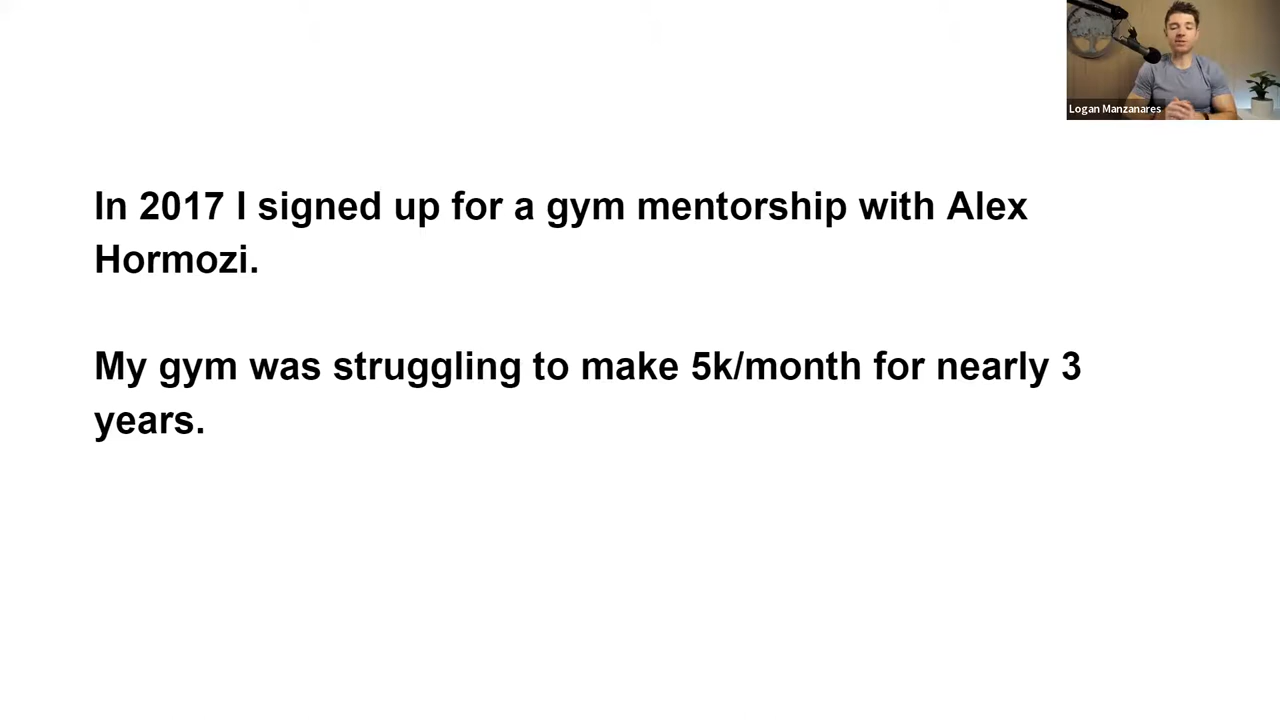 Logan Manzanares
In 2017 I signed up for a gym mentorship with Alex
Hormozi.
My gym was struggling to make 5k/month for nearly 3
years.